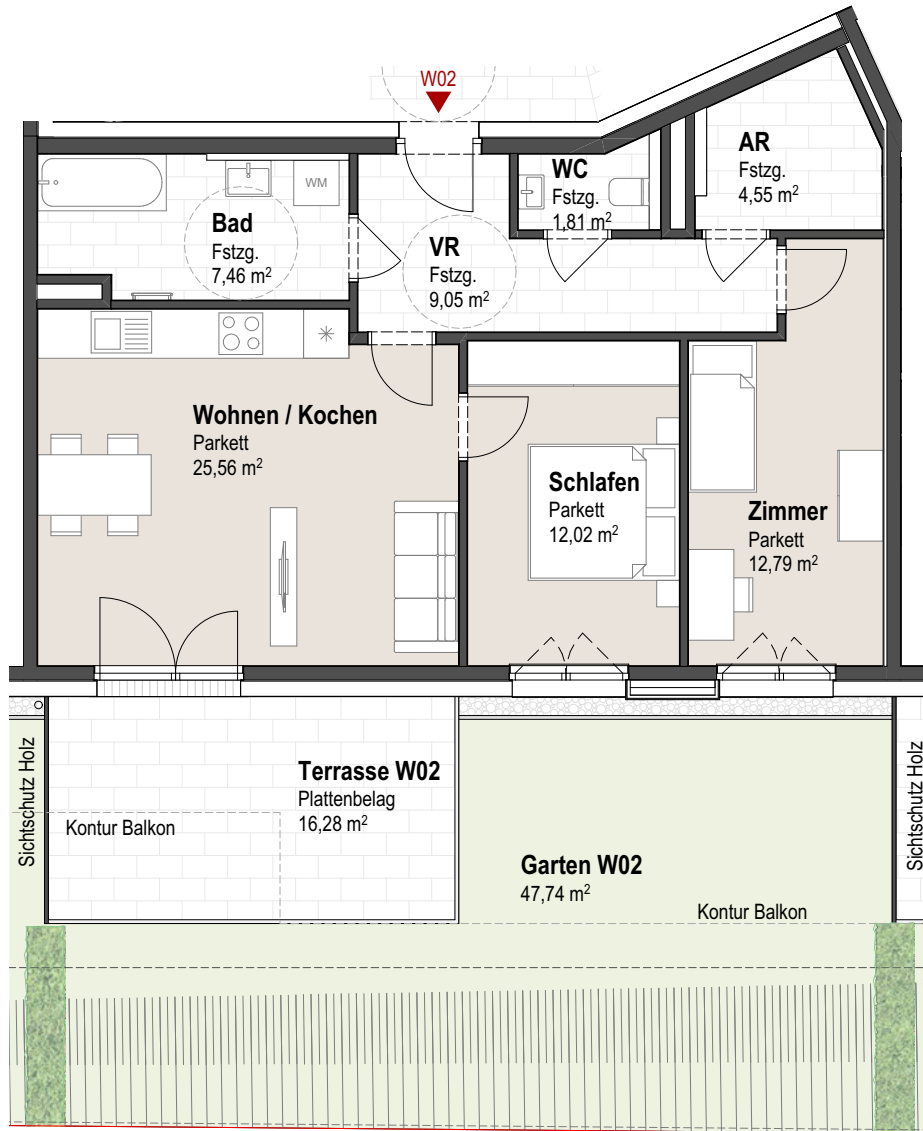 W02
AR
Fstzg.
4,55 m²
WC
Fstzg.
1,81 m²
WM
Bad
Fstzg.
7,46 m²
VR
Fstzg.
9,05 m²
Wohnen / Kochen
Parkett
25,56 m²
Schlafen
Parkett
12,02 m²
Zimmer
Parkett
12,79 m²
Sichtschutz Holz
Terrasse W02
Plattenbelag
16,28 m²
Kontur Balkon
Sichtschutz Holz
Garten W02
47,74 m²
Kontur Balkon